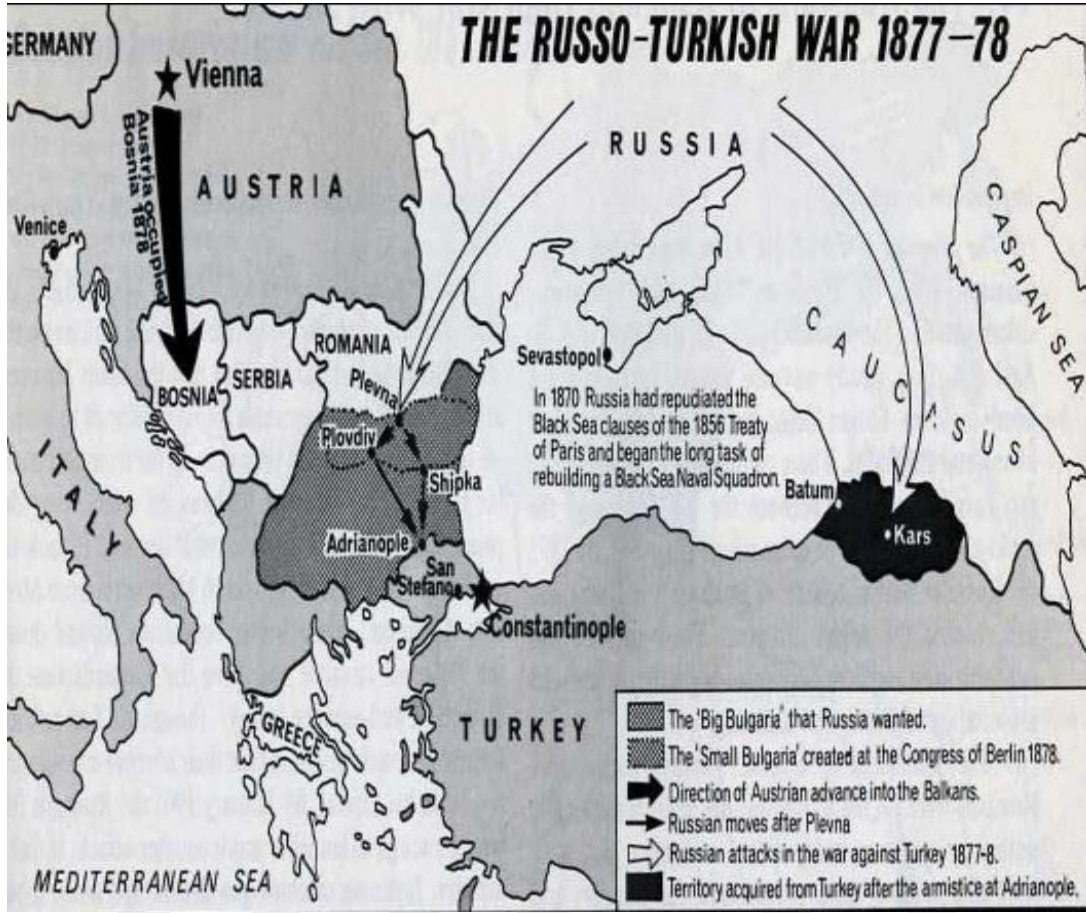 THE RUSSO-TURKISH WAR 1877–78
GERMANY
Vienna
Austria occupied
Bosnia 1878
AUSTRIA
RUSSIA
Venice
CASPIAN SEA
CAUCASUS
ROMANIA
Plevna
Sevastopol
SERBIA
BOSNIA
In 1870 Russia had repudiated the
Black Sea clauses of the 1856 Treaty
of Paris and began the long task of
rebuilding a Black Sea Naval Squadron.
Plovdiv
Shipka
Batum
Kars
ITALY
Adrianople
San
Stefano
Constantinople
GREECE
TURKEY
MEDITERRANEAN SEA
The 'Big Bulgaria' that Russia wanted.
The 'Small Bulgaria' created at the Congress of Berlin 1878.
Direction of Austrian advance into the Balkans.
Russian moves after Plevna
Russian attacks in the war against Turkey 1877-8.
Territory acquired from Turkey after the armistice at Adrianople.